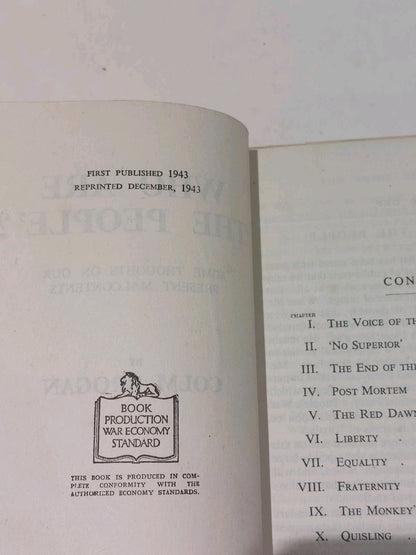 FIRST PUBLISHED 1943
REPRINTED DECEMBER, 1943
BOOK
PRODUCTION
WAR ECONOMY
STANDARD
THIS BOOK IS PRODUCED IN COM-
PLETE CONFORMITY WITH THE
AUTHORIZED ECONOMY STANDARDS.
CON
CHAPTER
I. THE VOICE OF TH
II. 'NO SUPERIOR'
III. THE END OF THE
IV. POST MORTEM
V. THE RED DAWN
VI. LIBERTY .
VII. EQUALITY .
VIII. FRATERNITY
IX. THE MONKEY'
X. QUISLING .